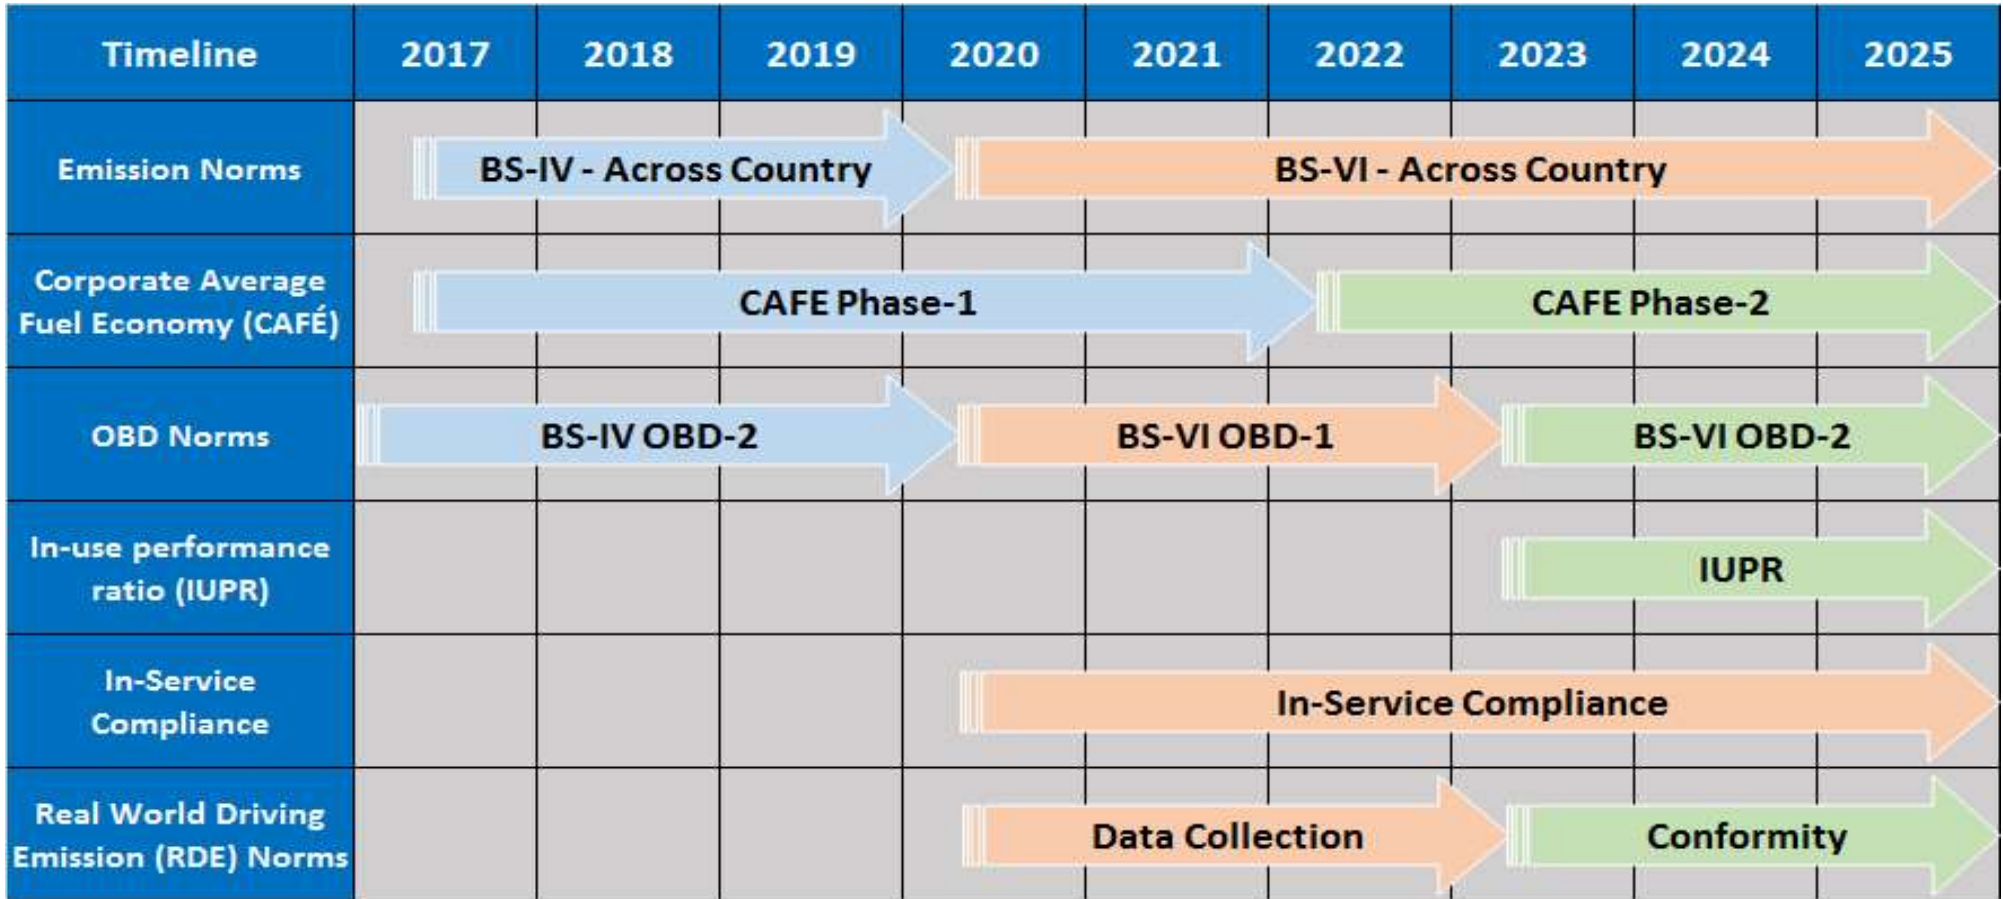 Timeline 2017 2018 2019 2020 2021 2022 2023 2024 2025
Emission Norms
BS-IV - Across Country
BS-VI - Across Country
Corporate Average
Fuel Economy (CAFÉ)
CAFE Phase-1
CAFE Phase-2
OBD Norms
BS-IV OBD-2
BS-VI OBD-1
BS-VI OBD-2
In-use performance
ratio (IUPR)
IUPR
In-Service
Compliance
In-Service Compliance
Real World Driving
Emission (RDE) Norms
Data Collection
Conformity